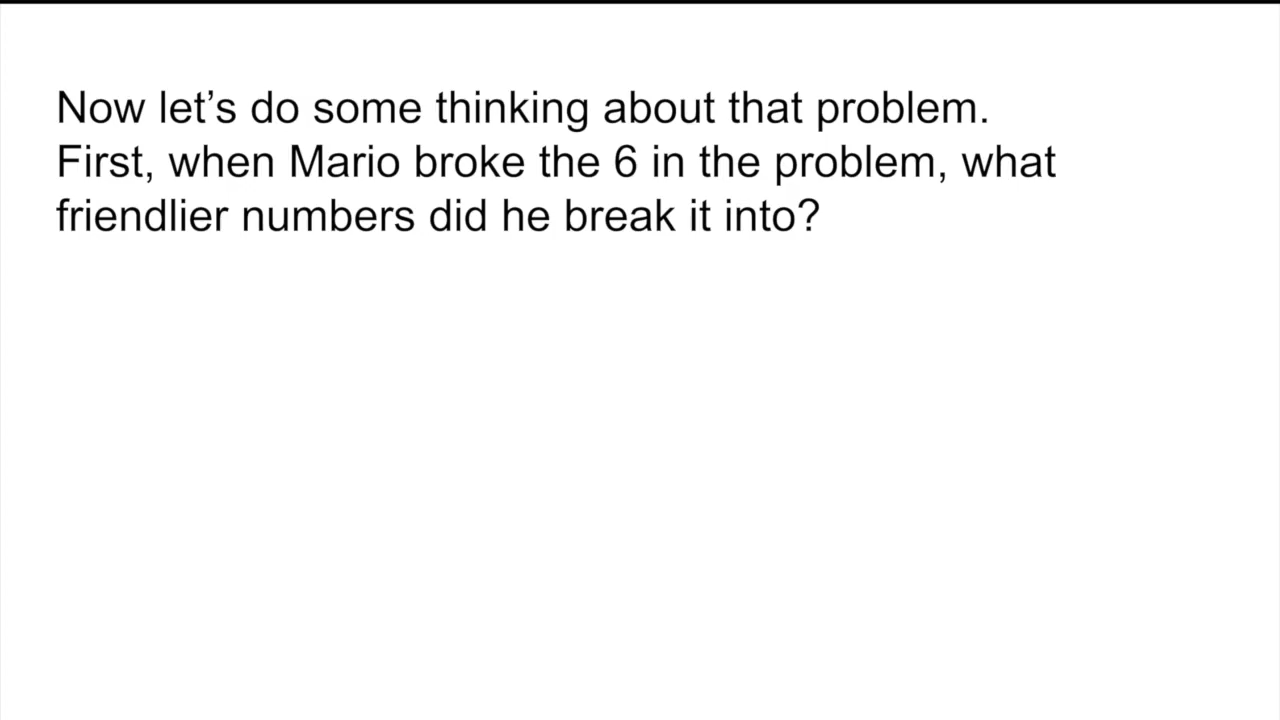 Now let’s do some thinking about that problem.
First, when Mario broke the 6 in the problem, what
friendlier numbers did he break it into?